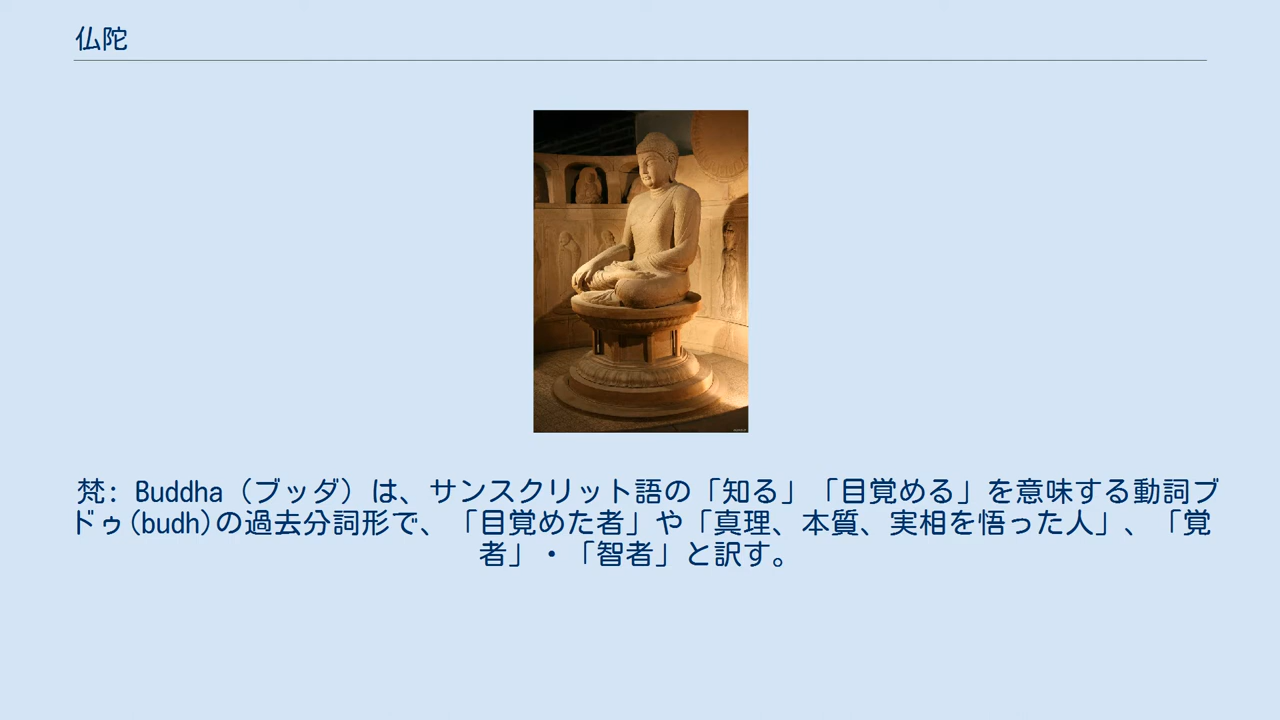 仏陀
梵: Buddha（ブッダ）は、サンスクリット語の「知る」「目覚める」を意味する動詞ブ
ドゥ(budh)の過去分詞形で、「目覚めた者」や「真理、本質、実相を悟った人」、「覚
者」・「智者」と訳す。